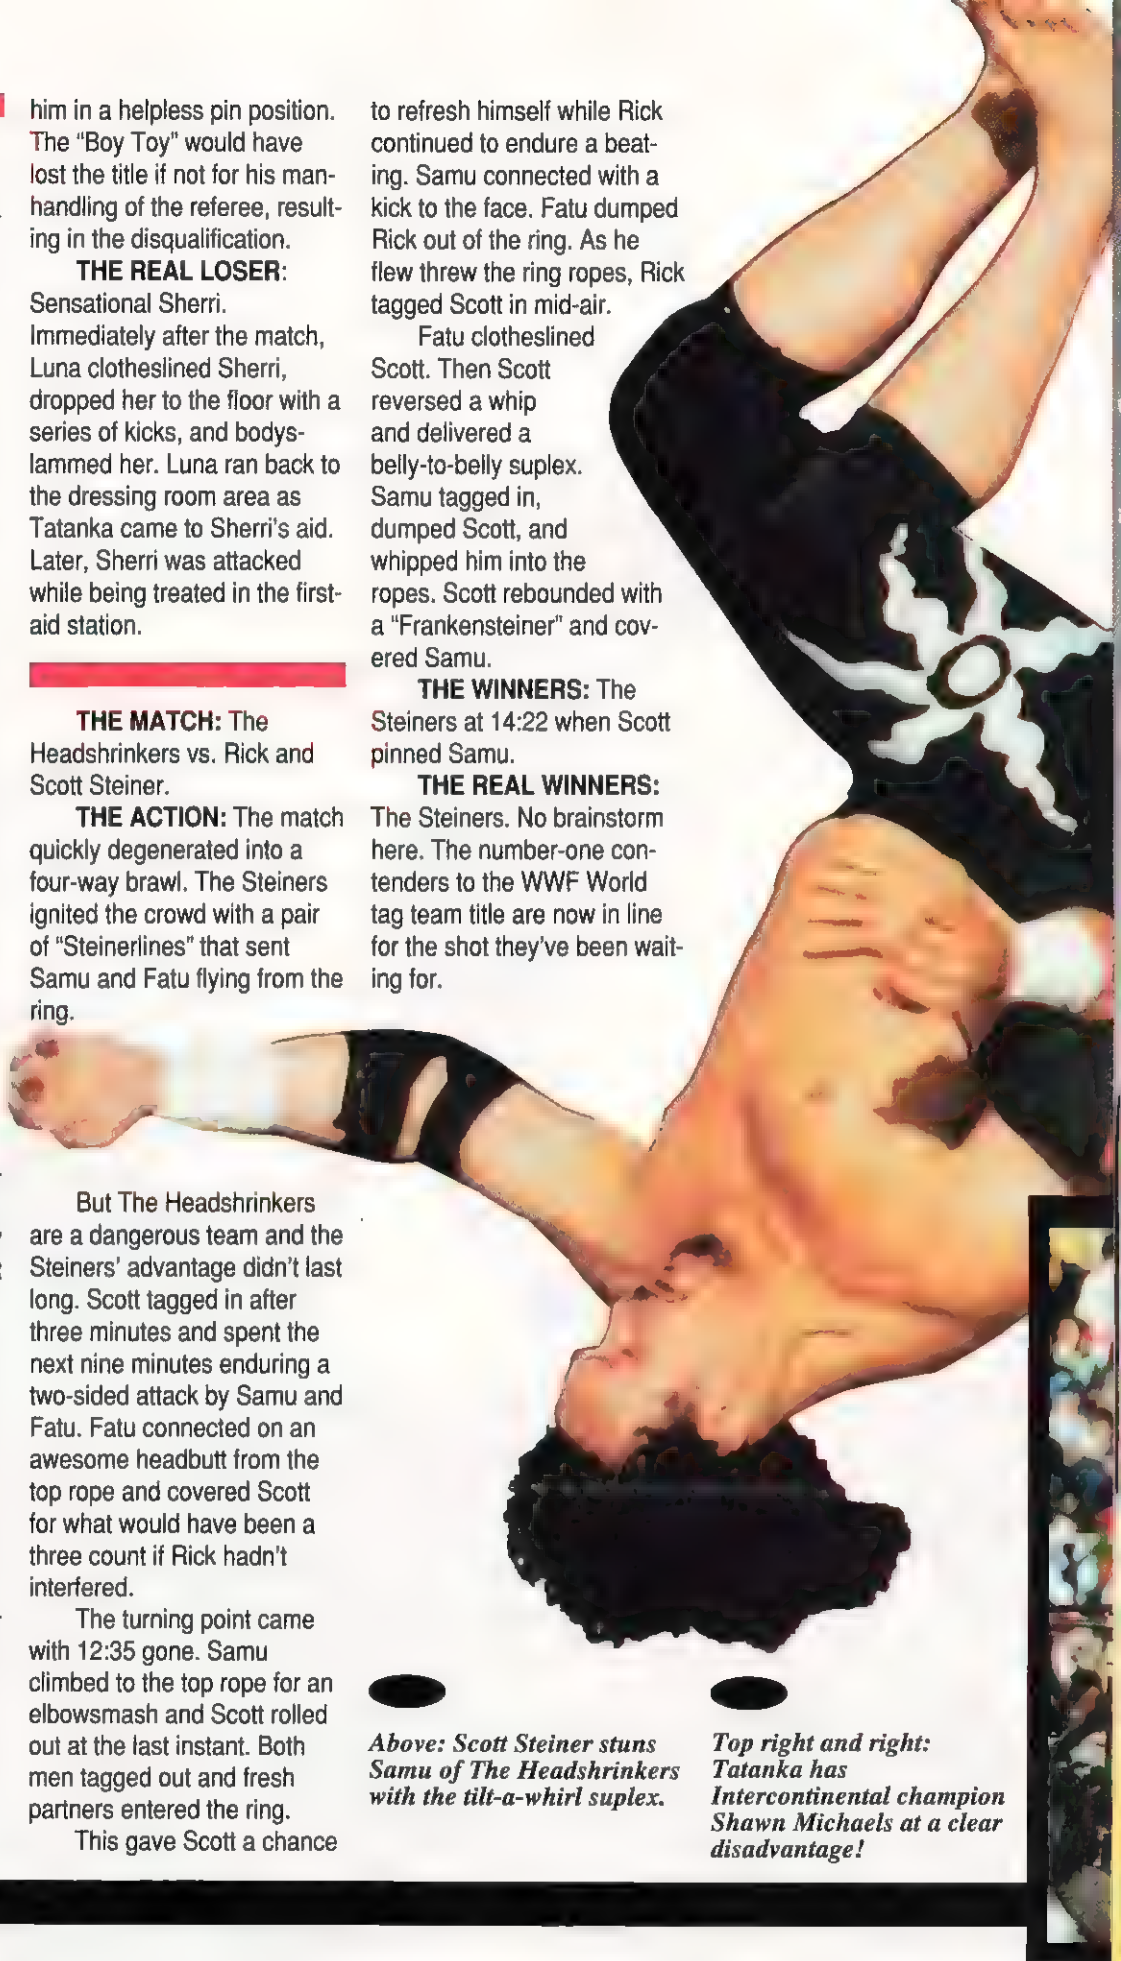 him in a helpless pin position.
The "Boy Toy" would have
lost the title if not for his man-
handling of the referee, result-
ing in the disqualification.
THE REAL LOSER:
Sensational Sherri.
Immediately after the match,
Luna clotheslined Sherri,
dropped her to the floor with a
series of kicks, and bodys-
lammed her. Luna ran back to
the dressing room area as
Tatanka came to Sherri's aid.
Later, Sherri was attacked
while being treated in the first-
aid station.
THE MATCH: The
Headshrinkers vs. Rick and
Scott Steiner.
THE ACTION: The match
quickly degenerated into a
four-way brawl. The Steiners
ignited the crowd with a pair
of "Steinerlines" that sent
Samu and Fatu flying from the
ring.
But The Headshrinkers
are a dangerous team and the
Steiners' advantage didn't last
long. Scott tagged in after
three minutes and spent the
next nine minutes enduring a
two-sided attack by Samu and
Fatu. Fatu connected on an
awesome headbutt from the
top rope and covered Scott
for what would have been a
three count if Rick hadn't
interfered.
The turning point came
with 12:35 gone. Samu
climbed to the top rope for an
elbowsmash and Scott rolled
out at the last instant. Both
men tagged out and fresh
partners entered the ring.
This gave Scott a chance
to refresh himself while Rick
continued to endure a beat-
ing. Samu connected with a
kick to the face. Fatu dumped
Rick out of the ring. As he
flew threw the ring ropes, Rick
tagged Scott in mid-air.
Fatu clotheslined
Scott. Then Scott
reversed a whip
and delivered a
belly-to-belly suplex.
Samu tagged in,
dumped Scott, and
whipped him into the
ropes. Scott rebounded with
a "Frankensteiner" and cov-
ered Samu.
THE WINNERS: The
Steiners at 14:22 when Scott
pinned Samu.
THE REAL WINNERS:
The Steiners. No brainstorm
here. The number-one con-
tenders to the WWF World
tag team title are now in line
for the shot they've been wait-
ing for.
Above: Scott Steiner stuns
Samu of The Headshrinkers
with the tilt-a-whirl suplex.
Top right and right:
Tatanka has
Intercontinental champion
Shawn Michaels at a clear
disadvantage!